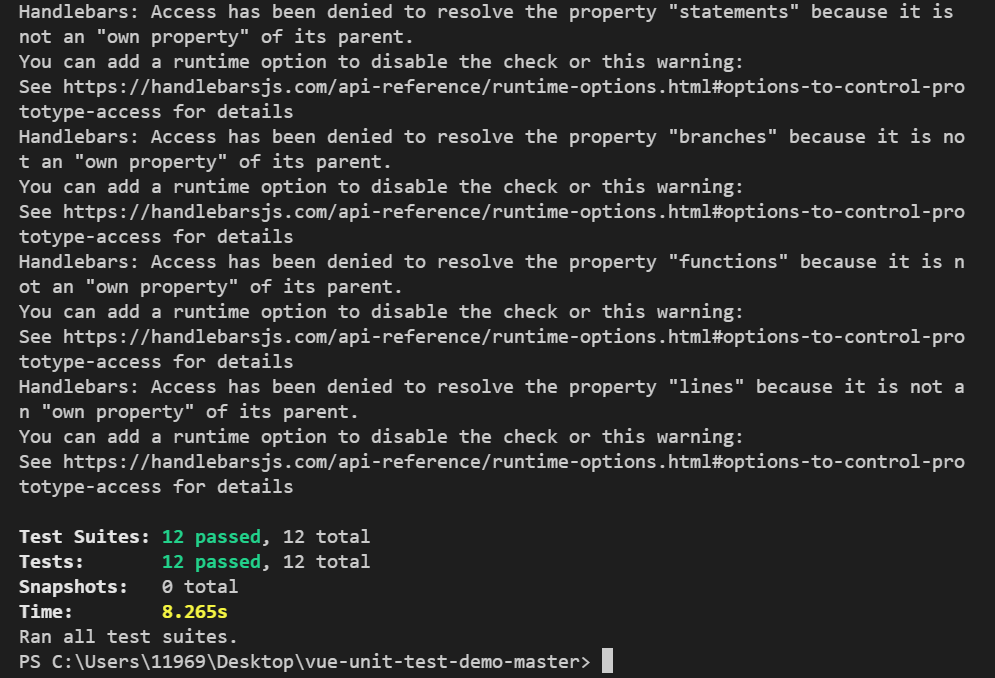 Handlebars: Access has been denied to resolve the property "statements" because it is
not an "own property" of its parent.
You can add a runtime option to disable the check or this warning:
See https://handlebarsjs.com/api-reference/runtime-options.html#options-to-control-pro
totype-access for details
Handlebars: Access has been denied to resolve the property "branches" because it is no
t an "own property" of its parent.
You can add a runtime option to disable the check or this warning:
See https://handlebarsjs.com/api-reference/runtime-options.html#options-to-control-pro
totype-access for details
Handlebars: Access has been denied to resolve the property "functions" because it is n
ot an "own property" of its parent.
You can add a runtime option to disable the check or this warning:
See https://handlebarsjs.com/api-reference/runtime-options.html#options-to-control-pro
totype-access for details
Handlebars: Access has been denied to resolve the property "lines" because it is not a
n "own property" of its parent.
You can add a runtime option to disable the check or this warning:
See https://handlebarsjs.com/api-reference/runtime-options.html#options-to-control-pro
totype-access for details
Test Suites: 12 passed, 12 total
Tests: 12 passed, 12 total
Snapshots: 0 total
Time: 8.265s
Ran all test suites.
PS C:\Users\11969\Desktop\vue-unit-test-demo-master>